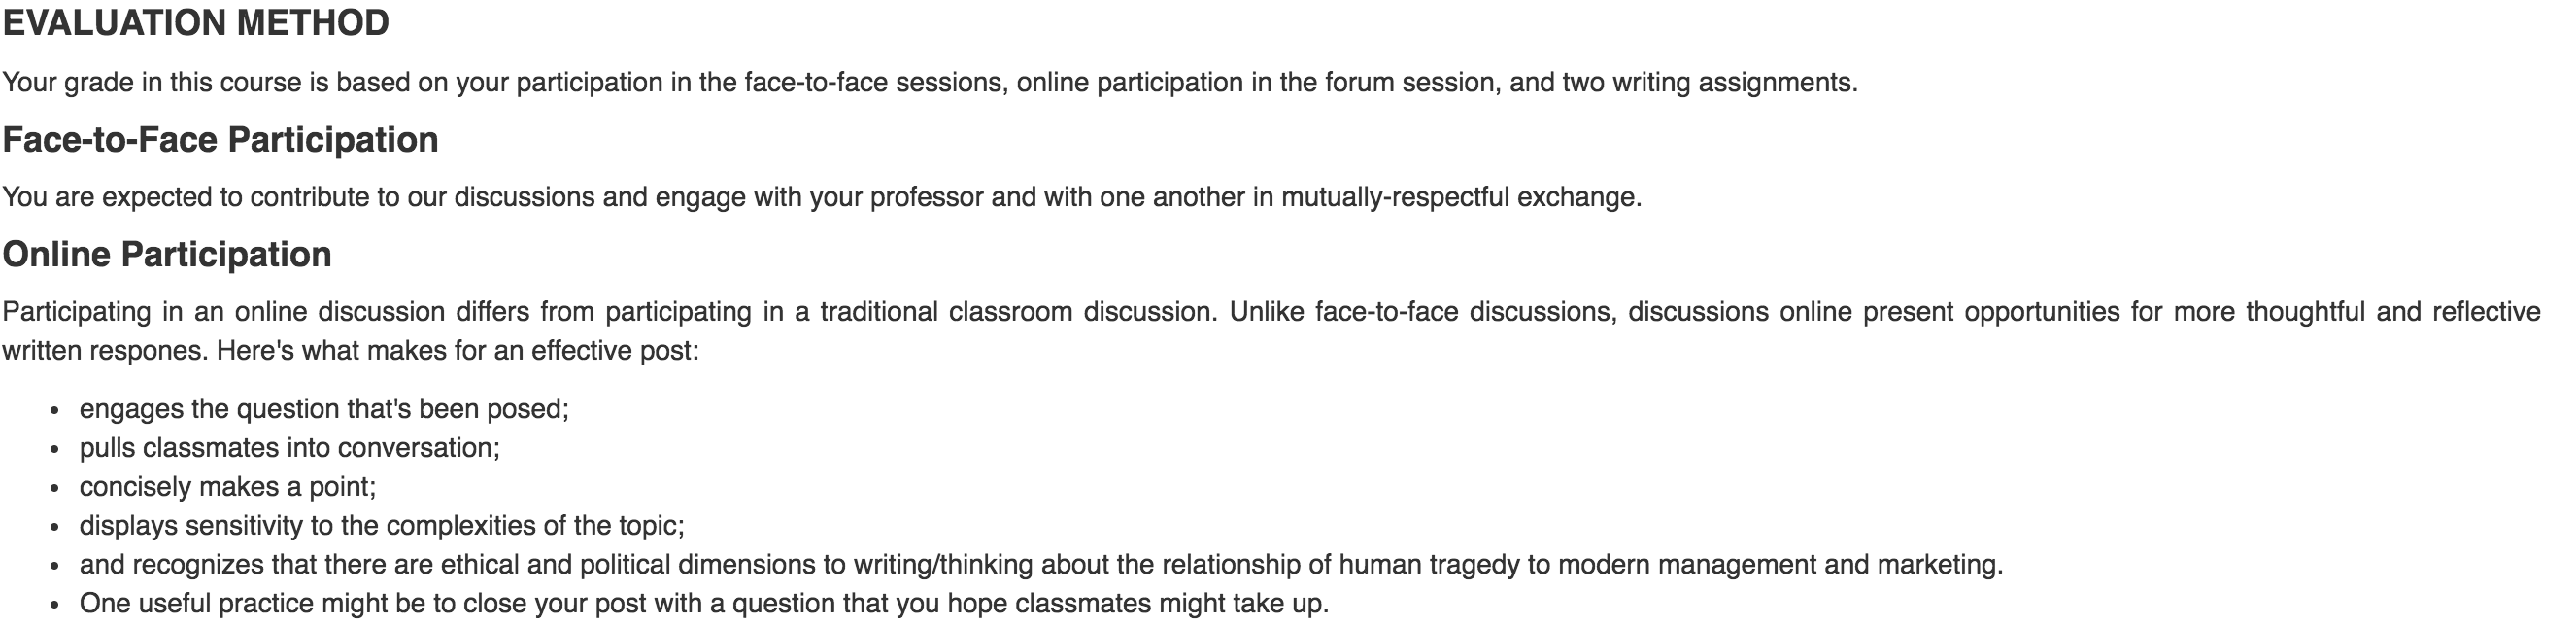 EVALUATION METHOD
Your grade in this course is based on your participation in the face-to-face sessions, online participation in the forum session, and two writing assignments.
Face-to-Face Participation
You are expected to contribute to our discussions and engage with your professor and with one another in mutually-respectful exchange.
Online Participation
Participating in an online discussion differs from participating in a traditional classroom discussion. Unlike face-to-face discussions, discussions online present opportunities for more thoughtful and reflective
written respones. Here's what makes for an effective post:
• engages the question that's been posed;
• pulls classmates into conversation;
• concisely makes a point;
• displays sensitivity to the complexities of the topic;
• and recognizes that there are ethical and political dimensions to writing/thinking about the relationship of human tragedy to modern management and marketing.
• One useful practice might be to close your post with a question that you hope classmates might take up.